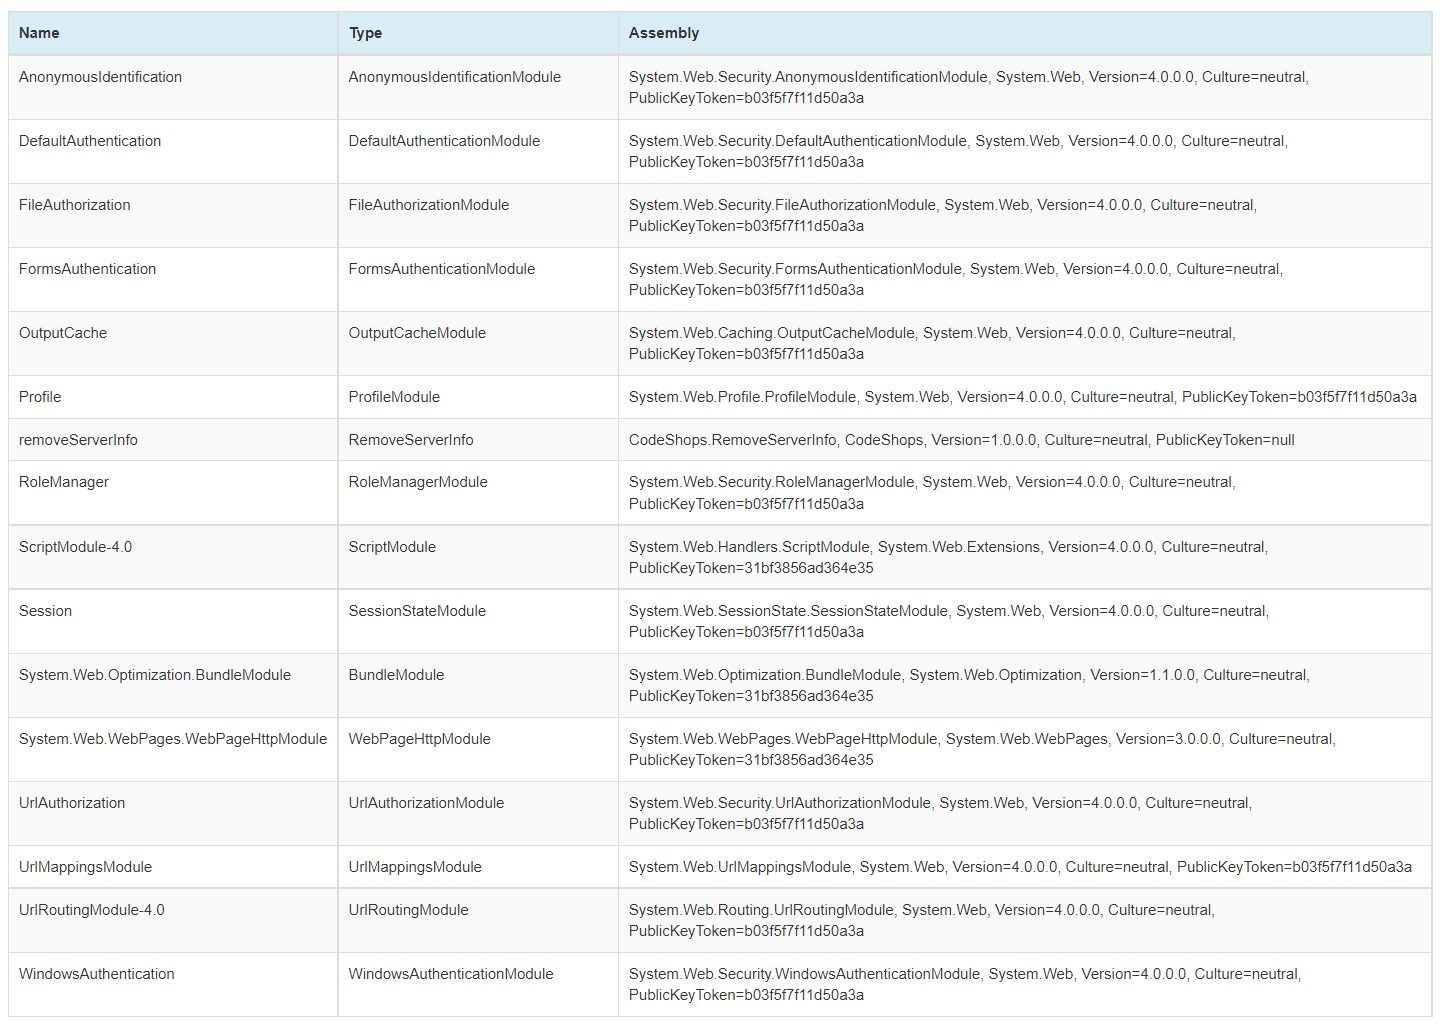 Name Type Assembly
AnonymousIdentification AnonymousIdentificationModule System.Web.Security.AnonymousIdentificationModule, System.Web, Version=4.0.0.0, Culture=neutral,
PublicKeyToken=b03f5f7f11d50a3a
DefaultAuthentication DefaultAuthenticationModule System.Web.Security.DefaultAuthenticationModule, System.Web, Version=4.0.0.0, Culture=neutral,
PublicKeyToken=b03f5f7f11d50a3a
FileAuthorization FileAuthorizationModule System.Web.Security.FileAuthorizationModule, System.Web, Version=4.0.0.0, Culture=neutral,
PublicKeyToken=b03f5f7f11d50a3a
FormsAuthentication FormsAuthenticationModule System.Web.Security.FormsAuthenticationModule, System.Web, Version=4.0.0.0, Culture=neutral,
PublicKeyToken=b03f5f7f11d50a3a
OutputCache OutputCacheModule System.Web.Caching.OutputCacheModule, System.Web, Version=4.0.0.0, Culture=neutral,
PublicKeyToken=b03f5f7f11d50a3a
Profile ProfileModule System.Web.Profile.ProfileModule, System.Web, Version=4.0.0.0, Culture=neutral, PublicKeyToken=b03f5f7f11d50a3a
removeServerInfo RemoveServerInfo CodeShops.RemoveServerInfo, CodeShops, Version=1.0.0.0, Culture=neutral, PublicKeyToken=null
RoleManager RoleManagerModule System.Web.Security.RoleManagerModule, System.Web, Version=4.0.0.0, Culture=neutral,
PublicKeyToken=b03f5f7f11d50a3a
ScriptModule-4.0 ScriptModule System.Web.Handlers.ScriptModule, System.Web.Extensions, Version=4.0.0.0, Culture=neutral,
PublicKeyToken=31bf3856ad364e35
Session SessionStateModule System.Web.SessionState.SessionStateModule, System.Web, Version=4.0.0.0, Culture=neutral,
PublicKeyToken=b03f5f7f11d50a3a
System.Web.Optimization.BundleModule BundleModule System.Web.Optimization.BundleModule, System.Web.Optimization, Version=1.1.0.0, Culture=neutral,
PublicKeyToken=31bf3856ad364e35
System.Web.WebPages.WebPageHttpModule WebPageHttpModule System.Web.WebPages.WebPageHttpModule, System.Web.WebPages, Version=3.0.0.0, Culture=neutral,
PublicKeyToken=31bf3856ad364e35
UrlAuthorization UrlAuthorizationModule System.Web.Security.UrlAuthorizationModule, System.Web, Version=4.0.0.0, Culture=neutral,
PublicKeyToken=b03f5f7f11d50a3a
UrlMappingsModule UrlMappingsModule System.Web.UrlMappingsModule, System.Web, Version=4.0.0.0, Culture=neutral, PublicKeyToken=b03f5f7f11d50a3a
UrlRoutingModule-4.0 UrlRoutingModule System.Web.Routing.UrlRoutingModule, System.Web, Version=4.0.0.0, Culture=neutral,
PublicKeyToken=b03f5f7f11d50a3a
WindowsAuthentication WindowsAuthenticationModule System.Web.Security.WindowsAuthenticationModule, System.Web, Version=4.0.0.0, Culture=neutral,
PublicKeyToken=b03f5f7f11d50a3a